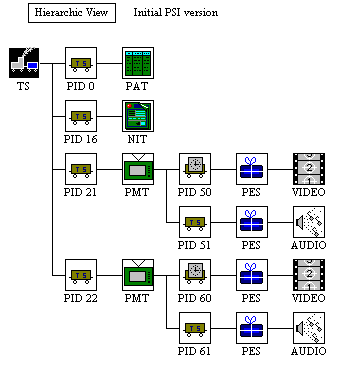 Hierarchic View Initial PSI version
TS PID 0 PAT
PID 16 NIT
PID 21 PMT PID 50 PES VIDEO
PID 51 PES AUDIO
PID 22 PMT PID 60 PES VIDEO
PID 61 PES AUDIO